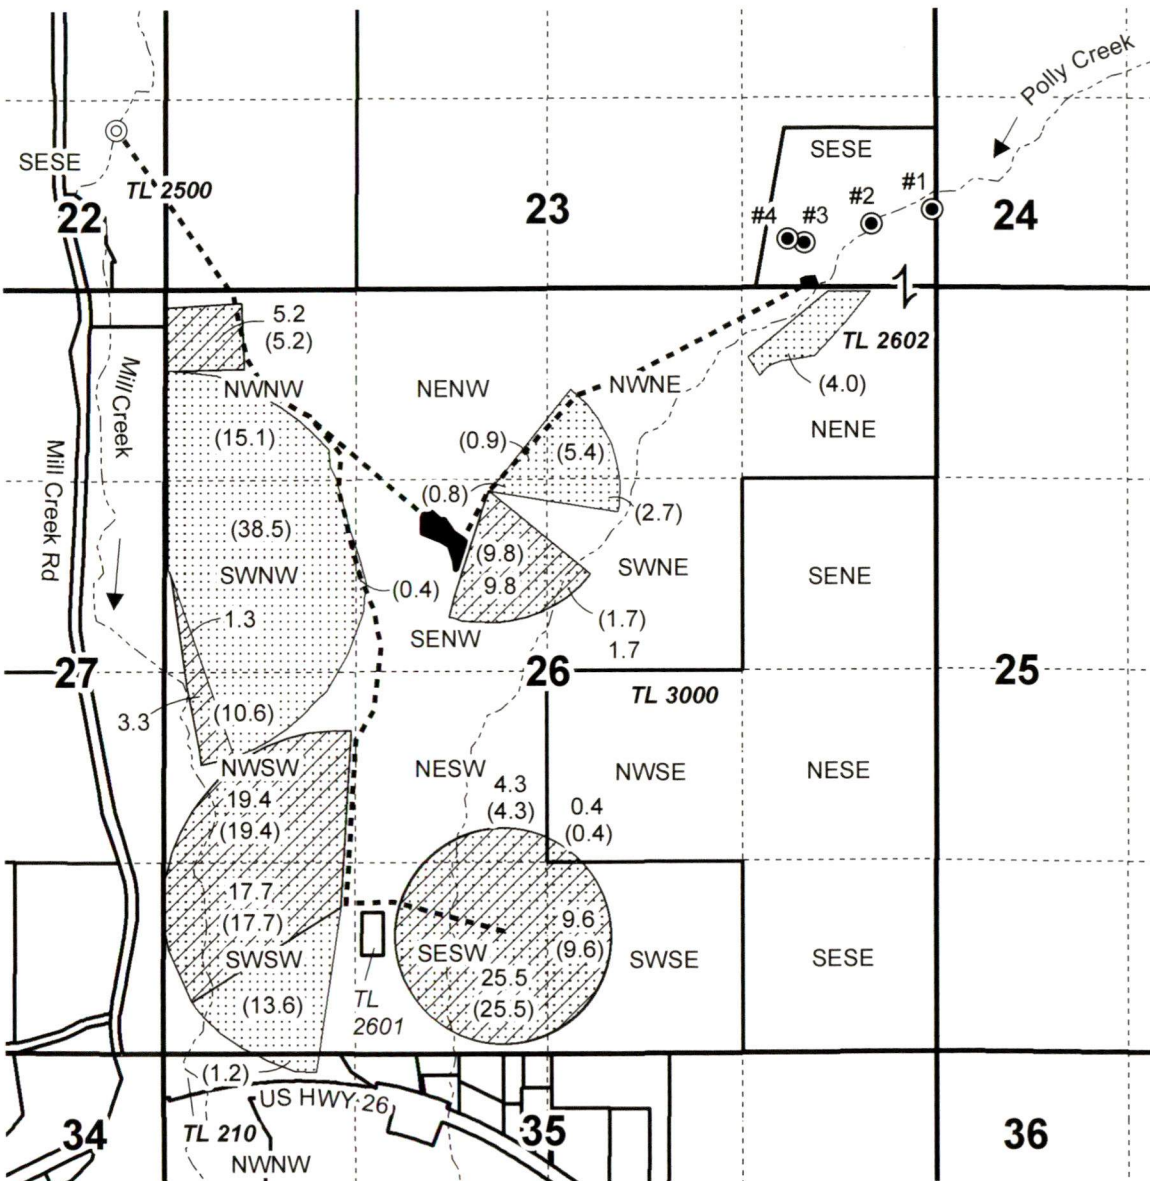 Polly Creek
SESE
SESE
TL 2500
#1
#2
#3
#4
22
23
24
5.2
(5.2)
TL 2602
(4.0)
Mill Creek
NWNW
NENW
NWNE
NENE
(15.1)
(0.9)
(5.4)
Mill Creek Rd
(0.8)
(2.7)
(38.5)
(9.8)
9.8
SWNW
(0.4)
SWNE
SENE
1.3
(1.7)
1.7
SENW
27
26
25
TL 3000
3.3
(10.6)
NWSW
NESW
NWSE
NESE
19.4
(19.4)
4.3
(4.3)
0.4
(0.4)
17.7
(17.7)
9.6
(9.6)
SWSW
SESW
SWSE
SESE
25.5
(25.5)
(13.6)
TL
2601
(1.2)
US HWY 26
34
TL 210
35
36
NWNW